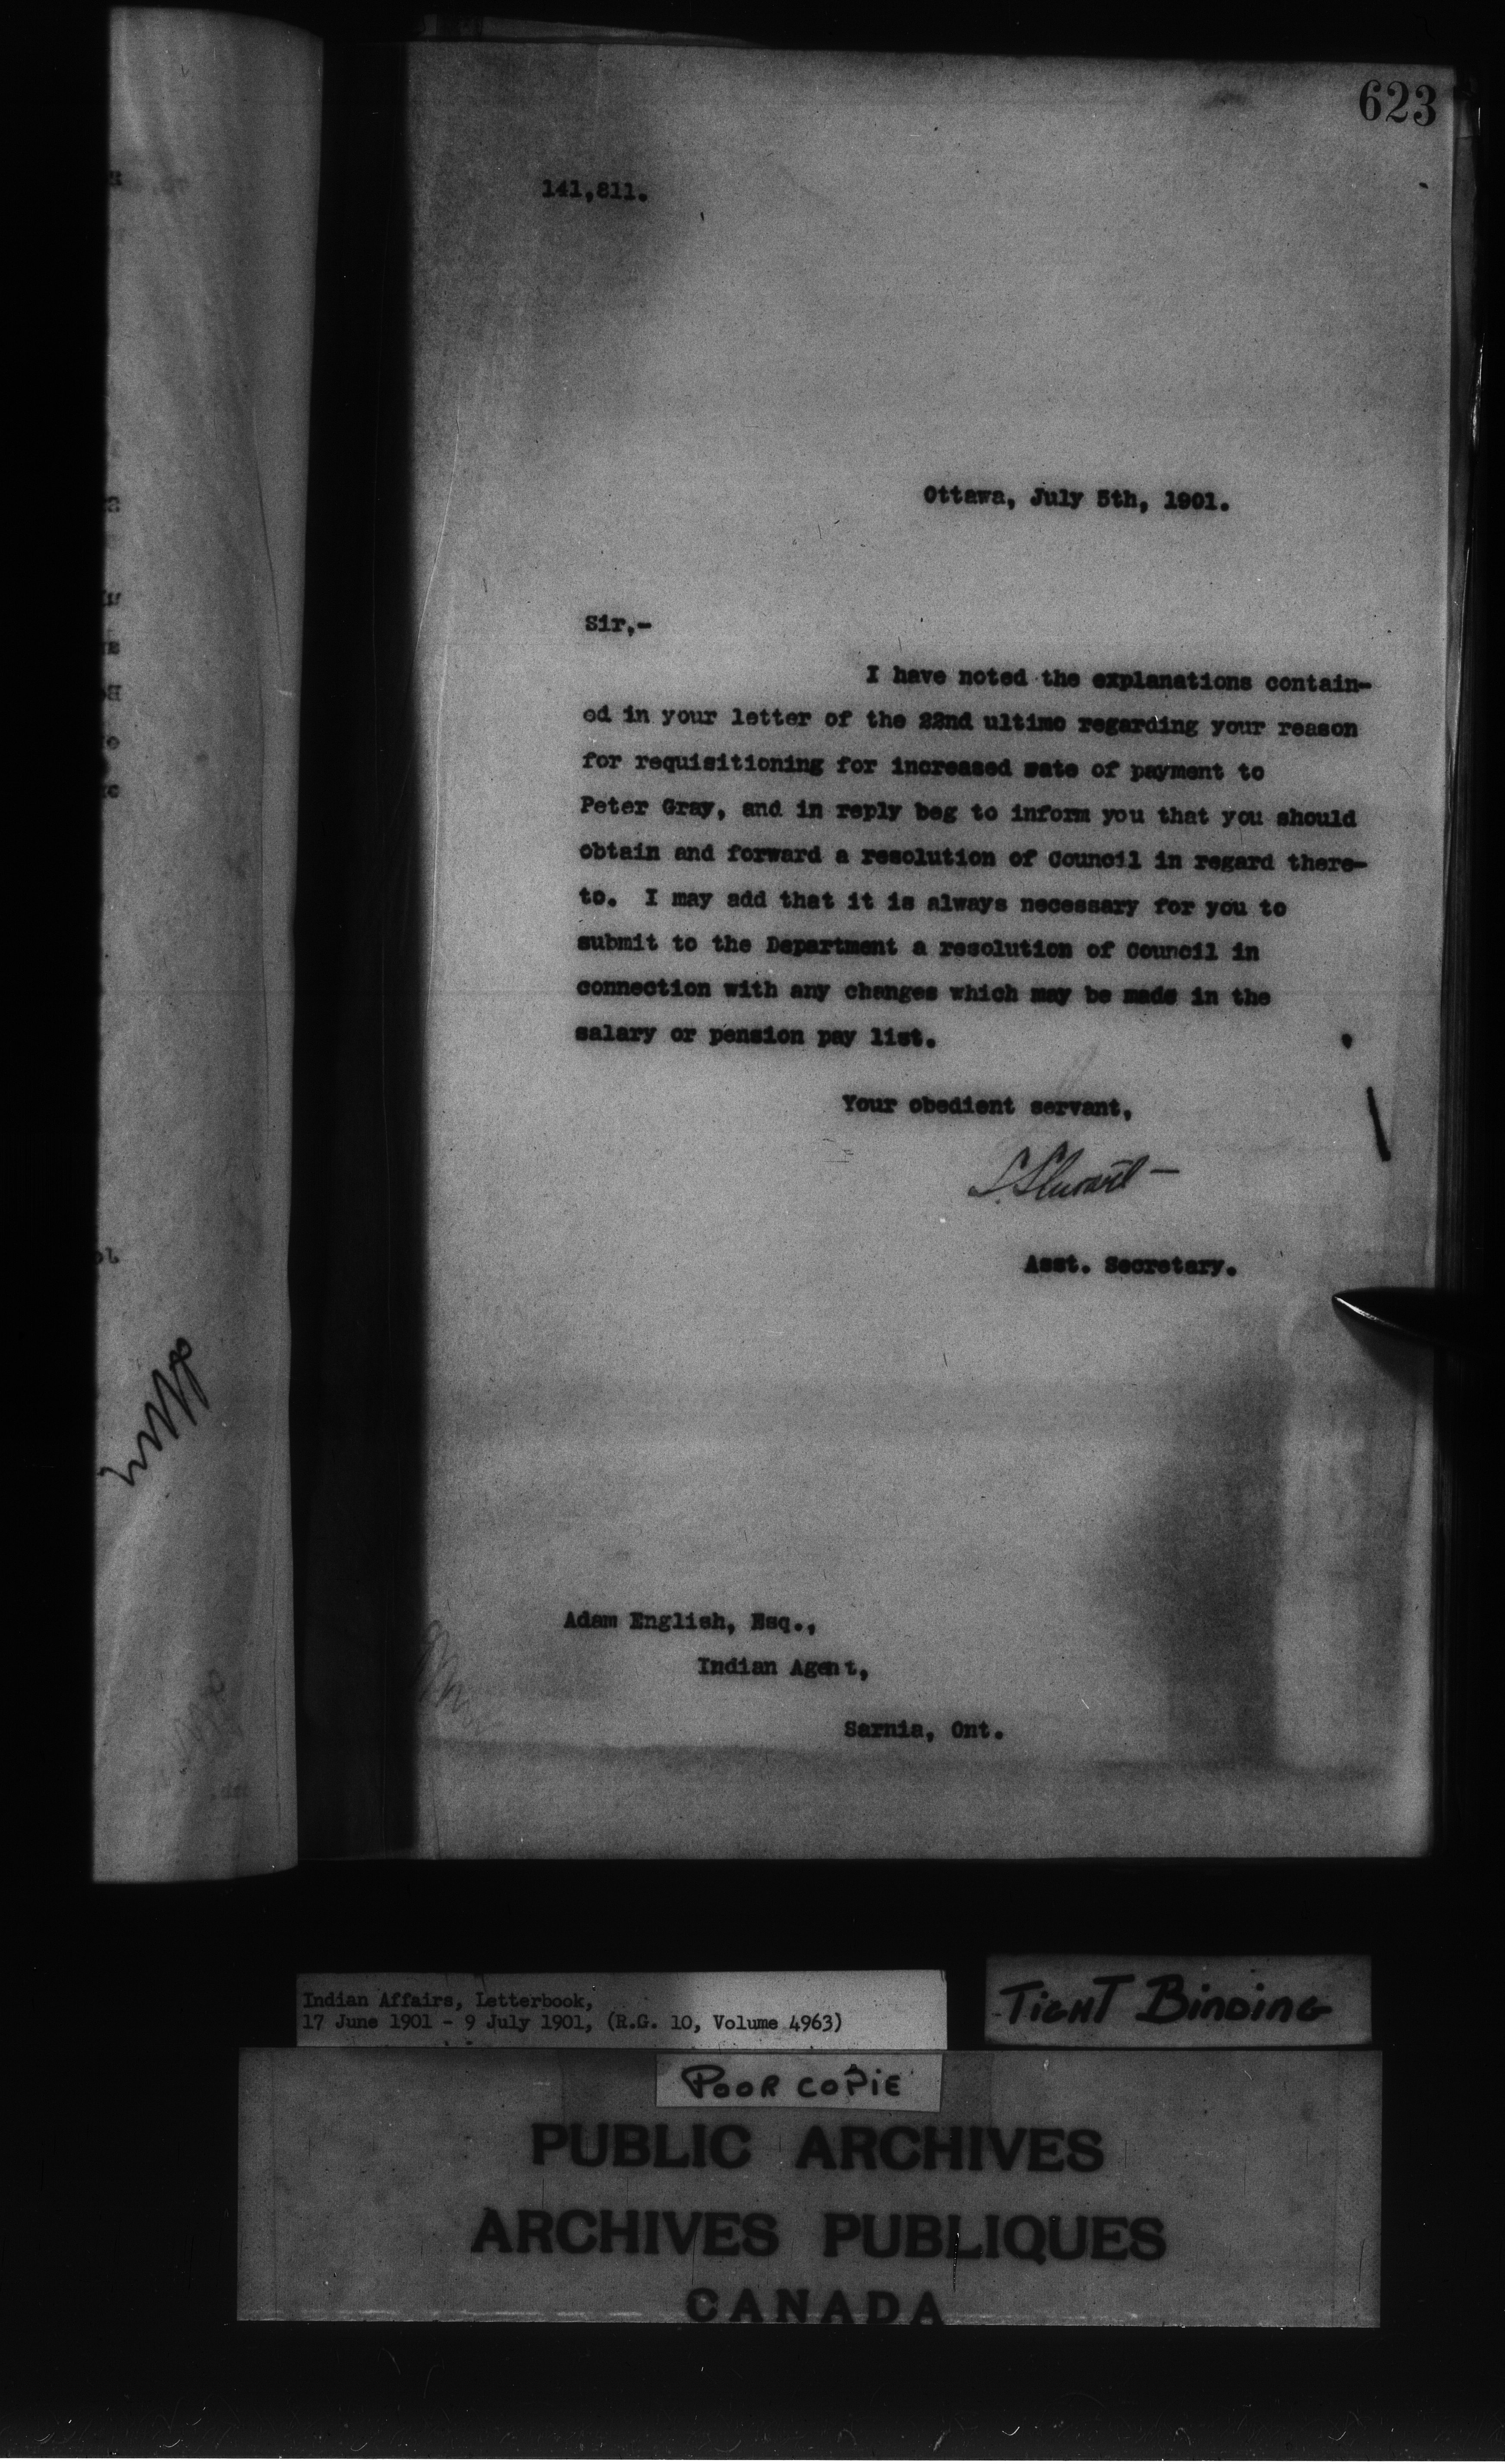 623
141,811.
Ottawa, July 5th, 1901.
Sir,-
I have noted the explanations contain-
ed in your letter of the 22nd ultimo regarding your reason
for requisitioning for increased rate of payment to
Peter Gray, and in reply beg to inform you that you should
obtain and forward a resolution of Council in regard there-
to. I may add that it is always necessary for you to
submit to the Department a resolution of Council in
connection with any changes which may be made in the
salary or pension pay list.
Your obedient servant,
S. Stewart
Asst. Secretary.
Adam English, Esq.,
Indian Agent,
Sarnia, Ont.
Indian Affairs, Letterbook,
17 June 1901 - 9 July 1901, (R.G. 10, Volume 4963)
TIGHT BINDING
POOR COPIE
PUBLIC ARCHIVES
ARCHIVES PUBLIQUES
CANADA